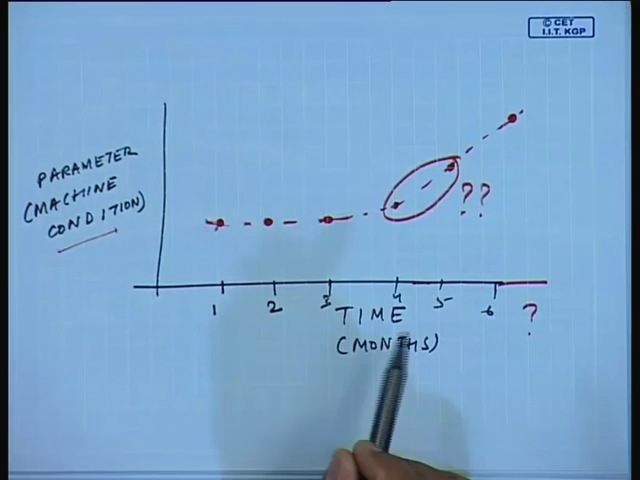 © CET
I.I.T. KGP
PARAMETER
(MACHINE
CONDITION)
??
1 2 3 4 5 6 ?
TIME
(MONTHS)